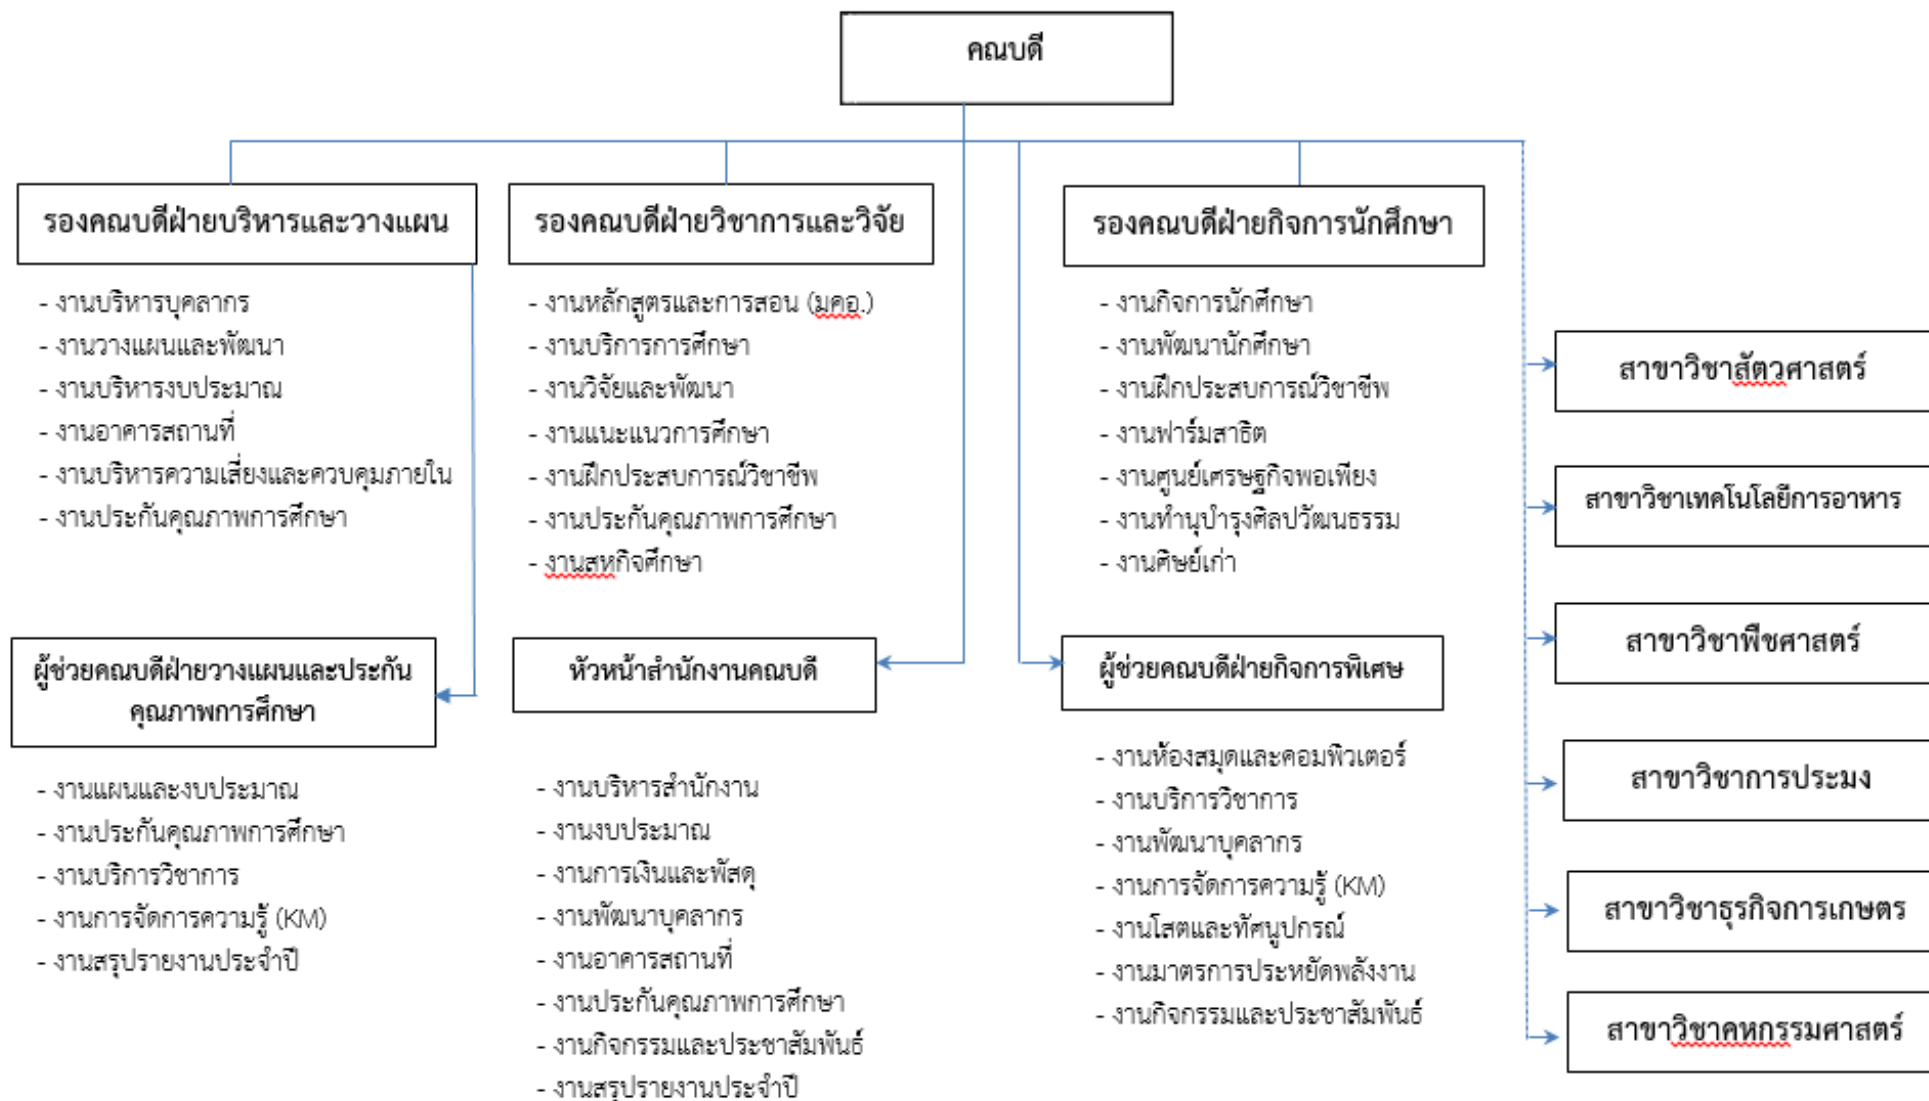 คณบดี
รองคณบดีฝ่ายบริหารและวางแผน
- งานบริหารบุคลากร
- งานวางแผนและพัฒนา
- งานบริหารงบประมาณ
- งานอาคารสถานที่
- งานบริหารความเสี่ยงและควบคุมภายใน
- งานประกันคุณภาพการศึกษา
รองคณบดีฝ่ายวิชาการและวิจัย
- งานหลักสูตรและการสอน (มคอ.)
- งานบริการการศึกษา
- งานวิจัยและพัฒนา
- งานแนะแนวการศึกษา
- งานฝึกประสบการณ์วิชาชีพ
- งานประกันคุณภาพการศึกษา
- งานสหกิจศึกษา
รองคณบดีฝ่ายกิจการนักศึกษา
- งานกิจการนักศึกษา
- งานพัฒนานักศึกษา
- งานฝึกประสบการณ์วิชาชีพ
- งานฟาร์มสาธิต
- งานศูนย์เศรษฐกิจพอเพียง
- งานทำนุบำรุงศิลปวัฒนธรรม
- งานศิษย์เก่า
ผู้ช่วยคณบดีฝ่ายวางแผนและประกัน
คุณภาพการศึกษา
- งานแผนและงบประมาณ
- งานประกันคุณภาพการศึกษา
- งานบริการวิชาการ
- งานการจัดการความรู้ (KM)
- งานสรุปรายงานประจำปี
หัวหน้าสำนักงานคณบดี
- งานบริหารสำนักงาน
- งานงบประมาณ
- งานการเงินและพัสดุ
- งานพัฒนาบุคลากร
- งานอาคารสถานที่
- งานประกันคุณภาพการศึกษา
- งานกิจกรรมและประชาสัมพันธ์
- งานสรุปรายงานประจำปี
ผู้ช่วยคณบดีฝ่ายกิจการพิเศษ
- งานห้องสมุดและคอมพิวเตอร์
- งานบริการวิชาการ
- งานพัฒนาบุคลากร
- งานการจัดการความรู้ (KM)
- งานโสตและทัศนูปกรณ์
- งานมาตรการประหยัดพลังงาน
- งานกิจกรรมและประชาสัมพันธ์
สาขาวิชาสัตวศาสตร์
สาขาวิชาเทคโนโลยีการอาหาร
สาขาวิชาพืชศาสตร์
สาขาวิชาการประมง
สาขาวิชาธุรกิจการเกษตร
สาขาวิชาคหกรรมศาสตร์